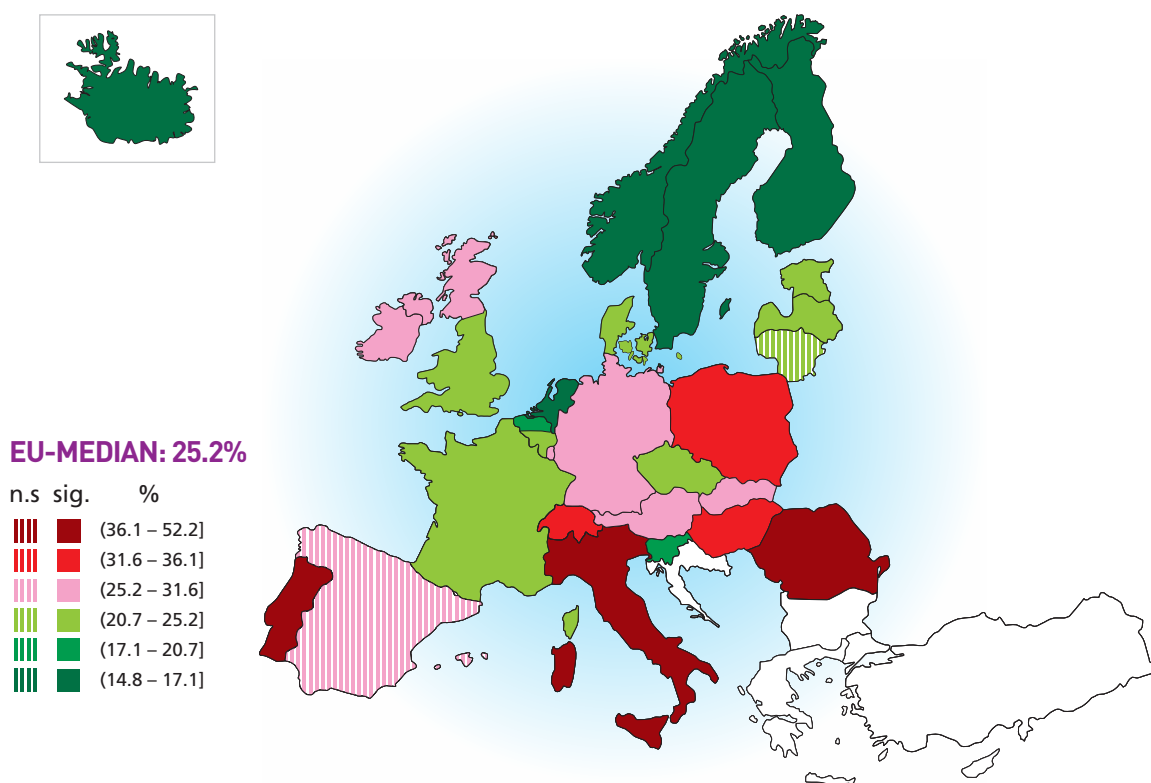 EU-MEDIAN: 25.2%
n.s sig. %
(36.1 – 52.2]
(31.6 – 36.1]
(25.2 – 31.6]
(20.7 – 25.2]
(17.1 – 20.7]
(14.8 – 17.1]